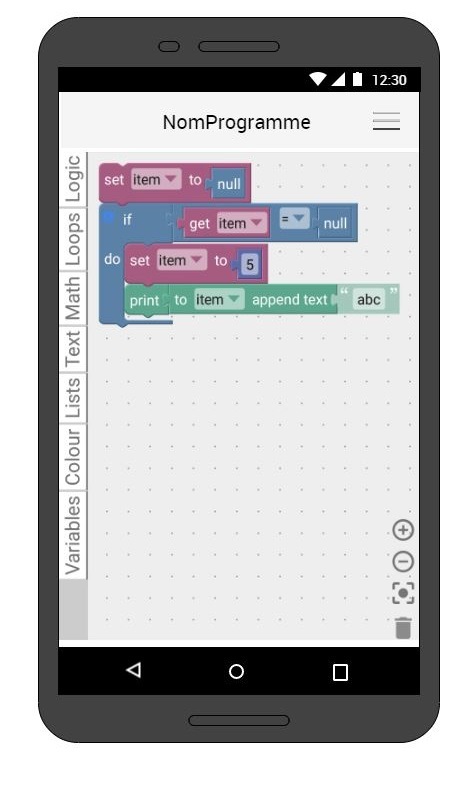 12:30
NomProgramme
Logic
Loops
Math
Text
Lists
Colour
Variables
set item to null
if get item = null
do set item to 5
print to item append text “ abc ”